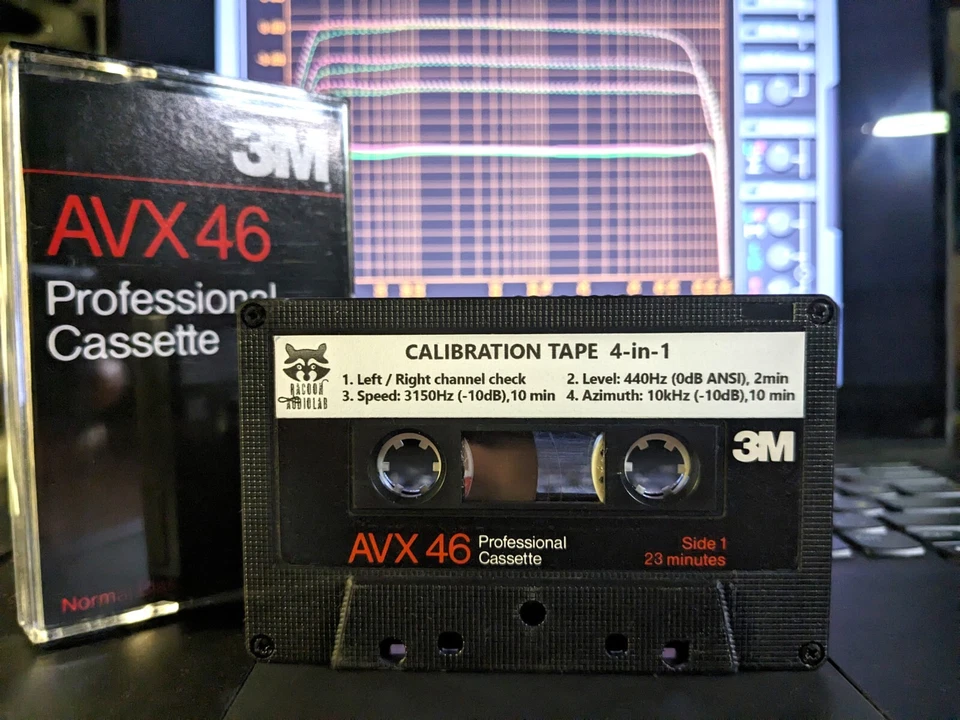 3M
AVX 46
Professional
Cassette
CALIBRATION TAPE 4-in-1
1. Left / Right channel check 2. Level: 440Hz (0dB ANSI), 2min
3. Speed: 3150Hz (-10dB),10 min 4. Azimuth: 10kHz (-10dB),10 min
RACOON
AUDIOLAB
3M
AVX 46 Professional
Cassette
Side 1
23 minutes